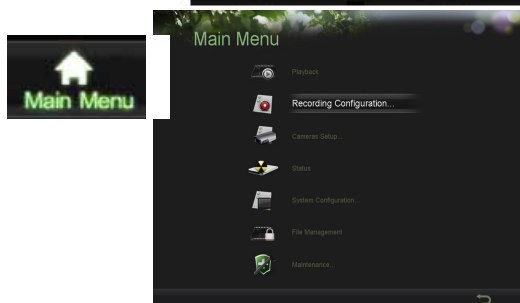 Main Menu
Main Menu
Playback
Recording Configuration...
Cameras Setup...
Status
System Configuration...
File Management
Maintenance...